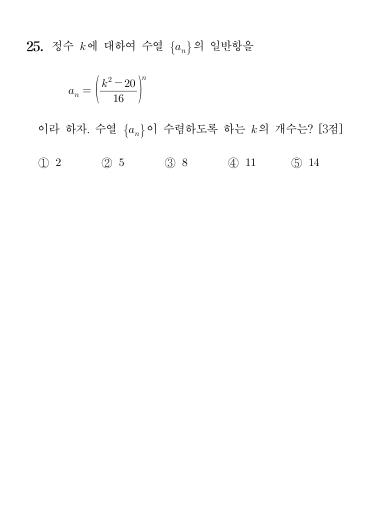 25. 정수 k에 대하여 수열 {aₙ}의 일반항을
aₙ = ((k² − 20)/16)ⁿ
이라 하자. 수열 {aₙ}이 수렴하도록 하는 k의 개수는? [3점]
① 2 ② 5 ③ 8 ④ 11 ⑤ 14